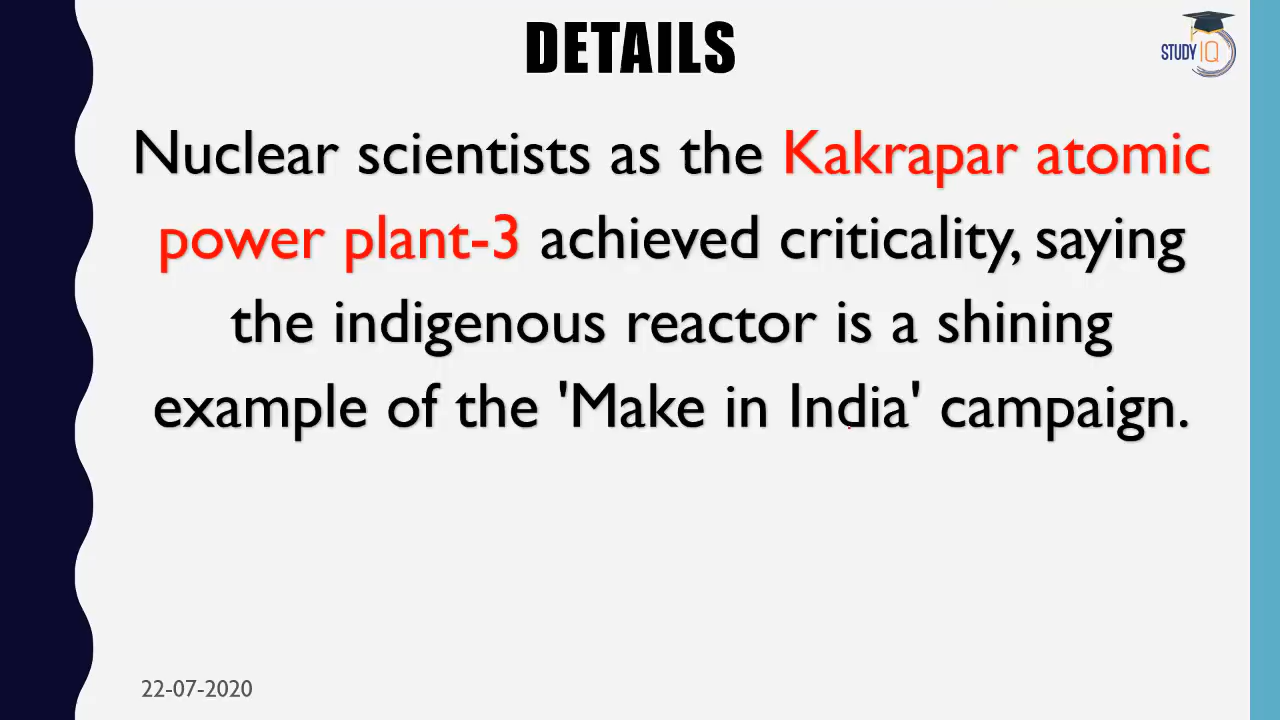 DETAILS
STUDY IQ
Nuclear scientists as the Kakrapar atomic
power plant-3 achieved criticality, saying
the indigenous reactor is a shining
example of the 'Make in India' campaign.
22-07-2020